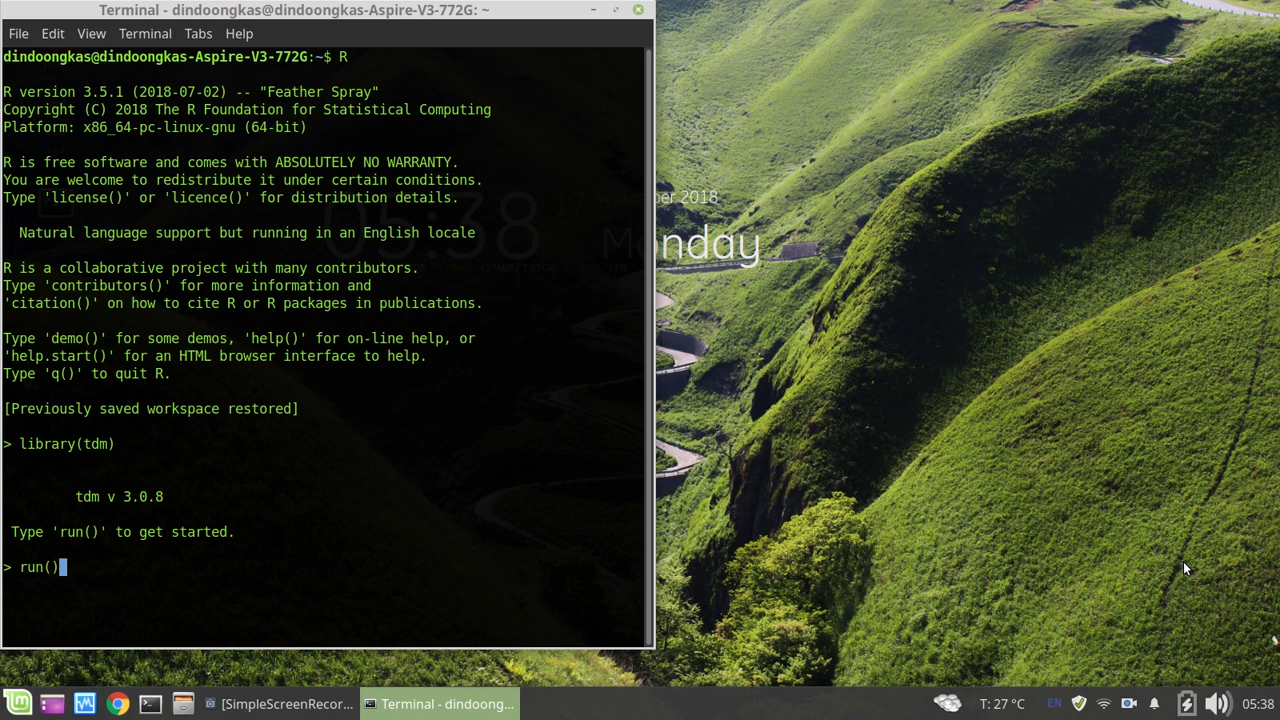 Terminal - dindoongkas@dindoongkas-Aspire-V3-772G: ~
File Edit View Terminal Tabs Help
dindoongkas@dindoongkas-Aspire-V3-772G:~$ R
R version 3.5.1 (2018-07-02) -- "Feather Spray"
Copyright (C) 2018 The R Foundation for Statistical Computing
Platform: x86_64-pc-linux-gnu (64-bit)
R is free software and comes with ABSOLUTELY NO WARRANTY.
You are welcome to redistribute it under certain conditions.
Type 'license()' or 'licence()' for distribution details.
Natural language support but running in an English locale
R is a collaborative project with many contributors.
Type 'contributors()' for more information and
'citation()' on how to cite R or R packages in publications.
Type 'demo()' for some demos, 'help()' for on-line help, or
'help.start()' for an HTML browser interface to help.
Type 'q()' to quit R.
[Previously saved workspace restored]
> library(tdm)
tdm v 3.0.8
Type 'run()' to get started.
> run()
05:38
17 September 2018
Monday
[SimpleScreenRecor...
Terminal - dindoong...
T: 27 °C
EN
05:38